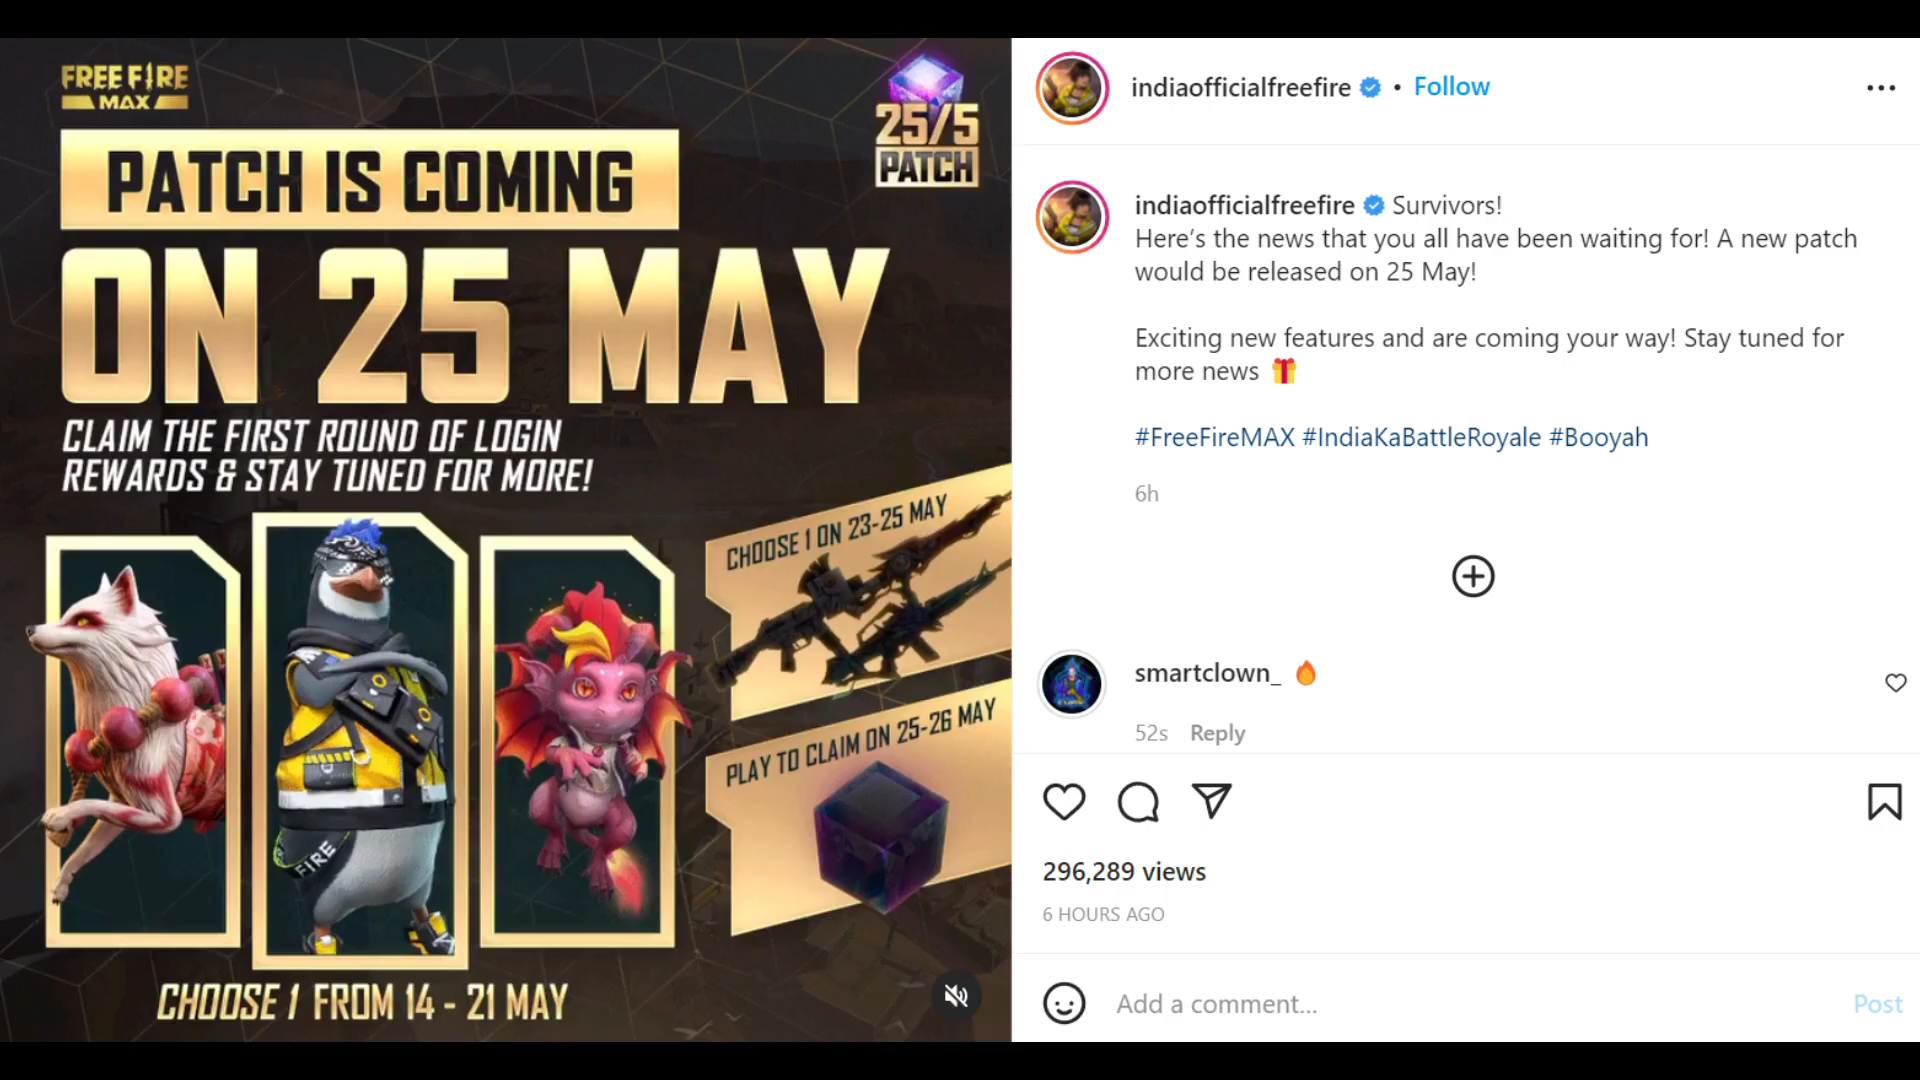 FREE FIRE
MAX
25/5
PATCH
PATCH IS COMING
ON 25 MAY
CLAIM THE FIRST ROUND OF LOGIN
REWARDS & STAY TUNED FOR MORE!
CHOOSE 1 ON 23-25 MAY
PLAY TO CLAIM ON 25-26 MAY
FIRE
CHOOSE 1 FROM 14 - 21 MAY
indiaofficialfreefire • Follow
indiaofficialfreefire Survivors!
Here’s the news that you all have been waiting for! A new patch
would be released on 25 May!
Exciting new features and are coming your way! Stay tuned for
more news 🎁
#FreeFireMAX #IndiaKaBattleRoyale #Booyah
6h
smartclown_ 🔥
52s Reply
296,289 views
6 HOURS AGO
Add a comment...
Post